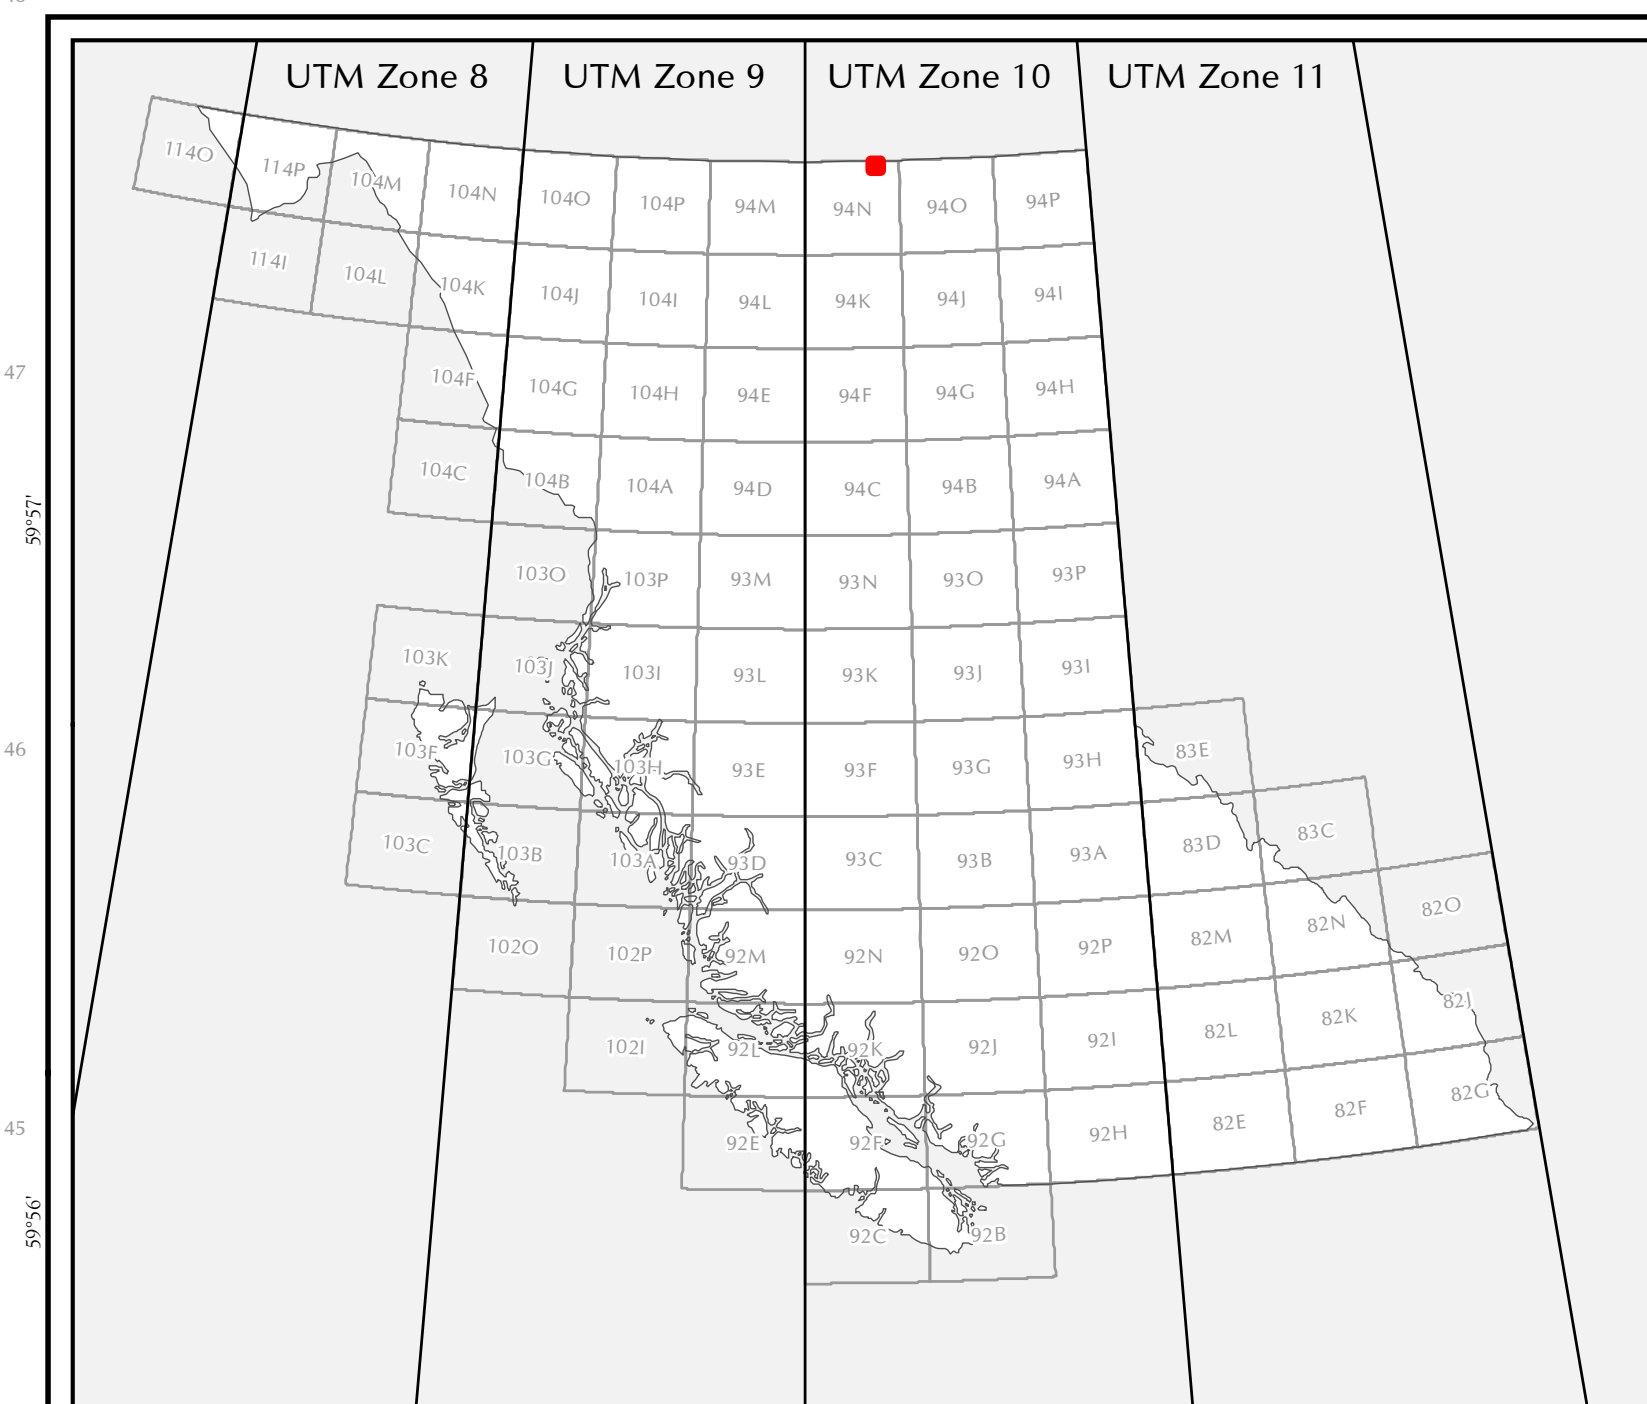 UTM Zone 8 UTM Zone 9 UTM Zone 10 UTM Zone 11
114O 114P 104M 104N 104O 104P 94M 94N 94O 94P
114I 104L 104K 104J 104I 94L 94K 94J 94I
47 104F 104G 104H 94E 94F 94G 94H
59°57' 104C 104B 104A 94D 94C 94B 94A
103O 103P 93M 93N 93O 93P
103K 103J 103I 93L 93K 93J 93I
46 103F 103G 103H 93E 93F 93G 93H 83E
103C 103B 103A 93D 93C 93B 93A 83D 83C
102O 102P 92M 92N 92O 92P 82M 82N 82O
102I 92L 92K 92J 92I 82L 82K 82J
45 92E 92F 92G 92H 82E 82F 82G
59°56' 92C 92B